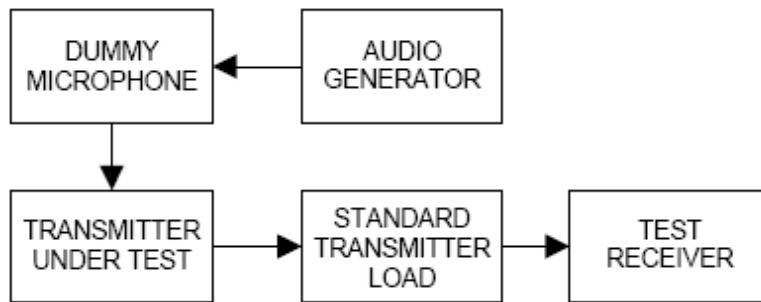 DUMMY
MICROPHONE
AUDIO
GENERATOR
TRANSMITTER
UNDER TEST
STANDARD
TRANSMITTER
LOAD
TEST
RECEIVER